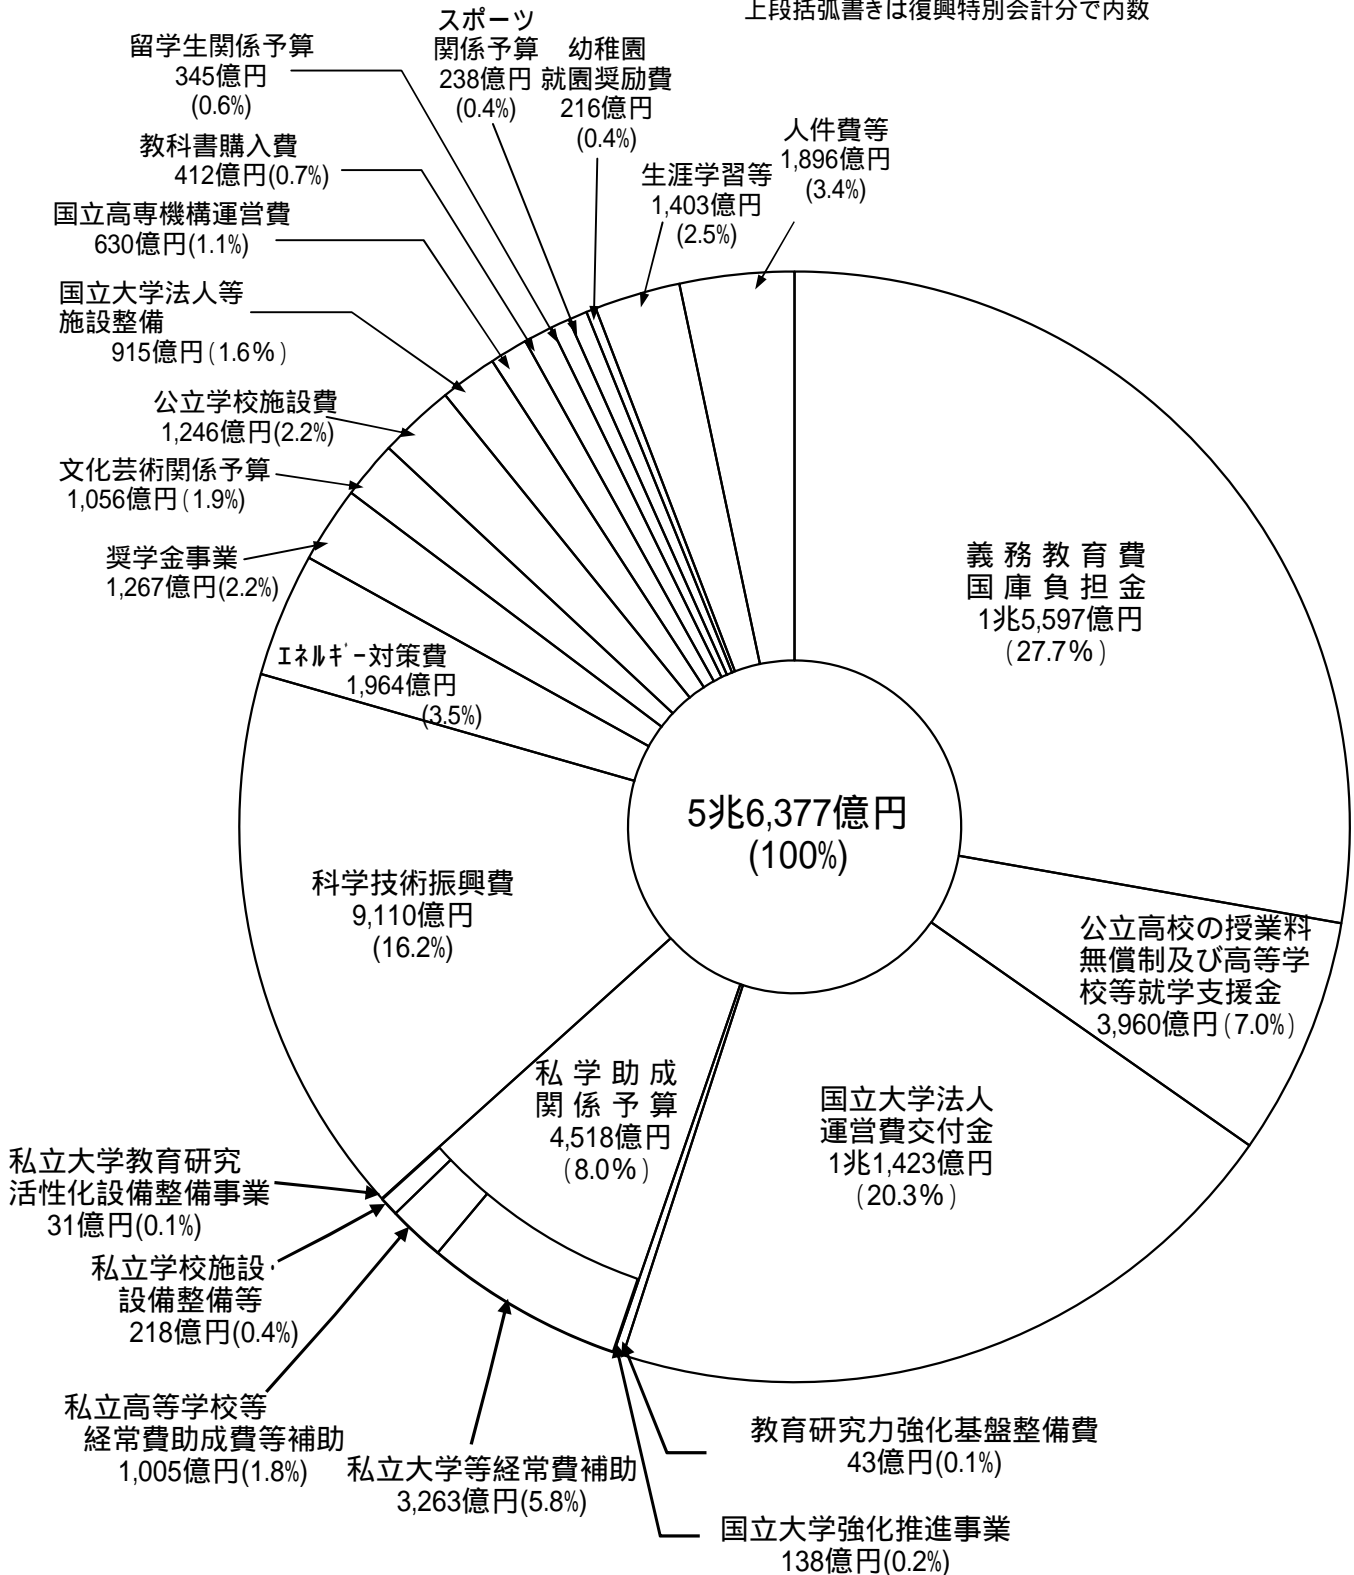 上段括弧書きは復興特別会計分で内数
スポーツ
関係予算
238億円
(0.4%)
幼稚園
就園奨励費
216億円
(0.4%)
留学生関係予算
345億円
(0.6%)
人件費等
1,896億円
(3.4%)
教科書購入費
412億円(0.7%)
生涯学習等
1,403億円
(2.5%)
国立高専機構運営費
630億円(1.1%)
国立大学法人等
施設整備
915億円(1.6%)
公立学校施設費
1,246億円(2.2%)
文化芸術関係予算
1,056億円(1.9%)
奨学金事業
1,267億円(2.2%)
エネルギー対策費
1,964億円
(3.5%)
義務教育費
国庫負担金
1兆5,597億円
(27.7%)
5兆6,377億円
(100%)
科学技術振興費
9,110億円
(16.2%)
公立高校の授業料
無償制及び高等学
校等就学支援金
3,960億円(7.0%)
私学助成
関係予算
4,518億円
(8.0%)
国立大学法人
運営費交付金
1兆1,423億円
(20.3%)
私立大学教育研究
活性化設備整備事業
31億円(0.1%)
私立学校施設・
設備整備等
218億円(0.4%)
私立高等学校等
経常費助成費等補助
1,005億円(1.8%)
私立大学等経常費補助
3,263億円(5.8%)
教育研究力強化基盤整備費
43億円(0.1%)
国立大学強化推進事業
138億円(0.2%)